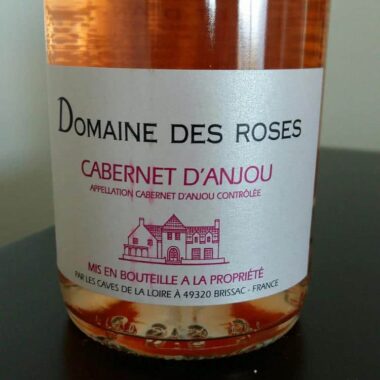 DOMAINE DES ROSES
CABERNET D'ANJOU
APPELLATION CABERNET D'ANJOU CONTRÔLÉE
MIS EN BOUTEILLE A LA PROPRIÉTÉ
PAR LES CAVES DE LA LOIRE À 49320 BRISSAC - FRANCE